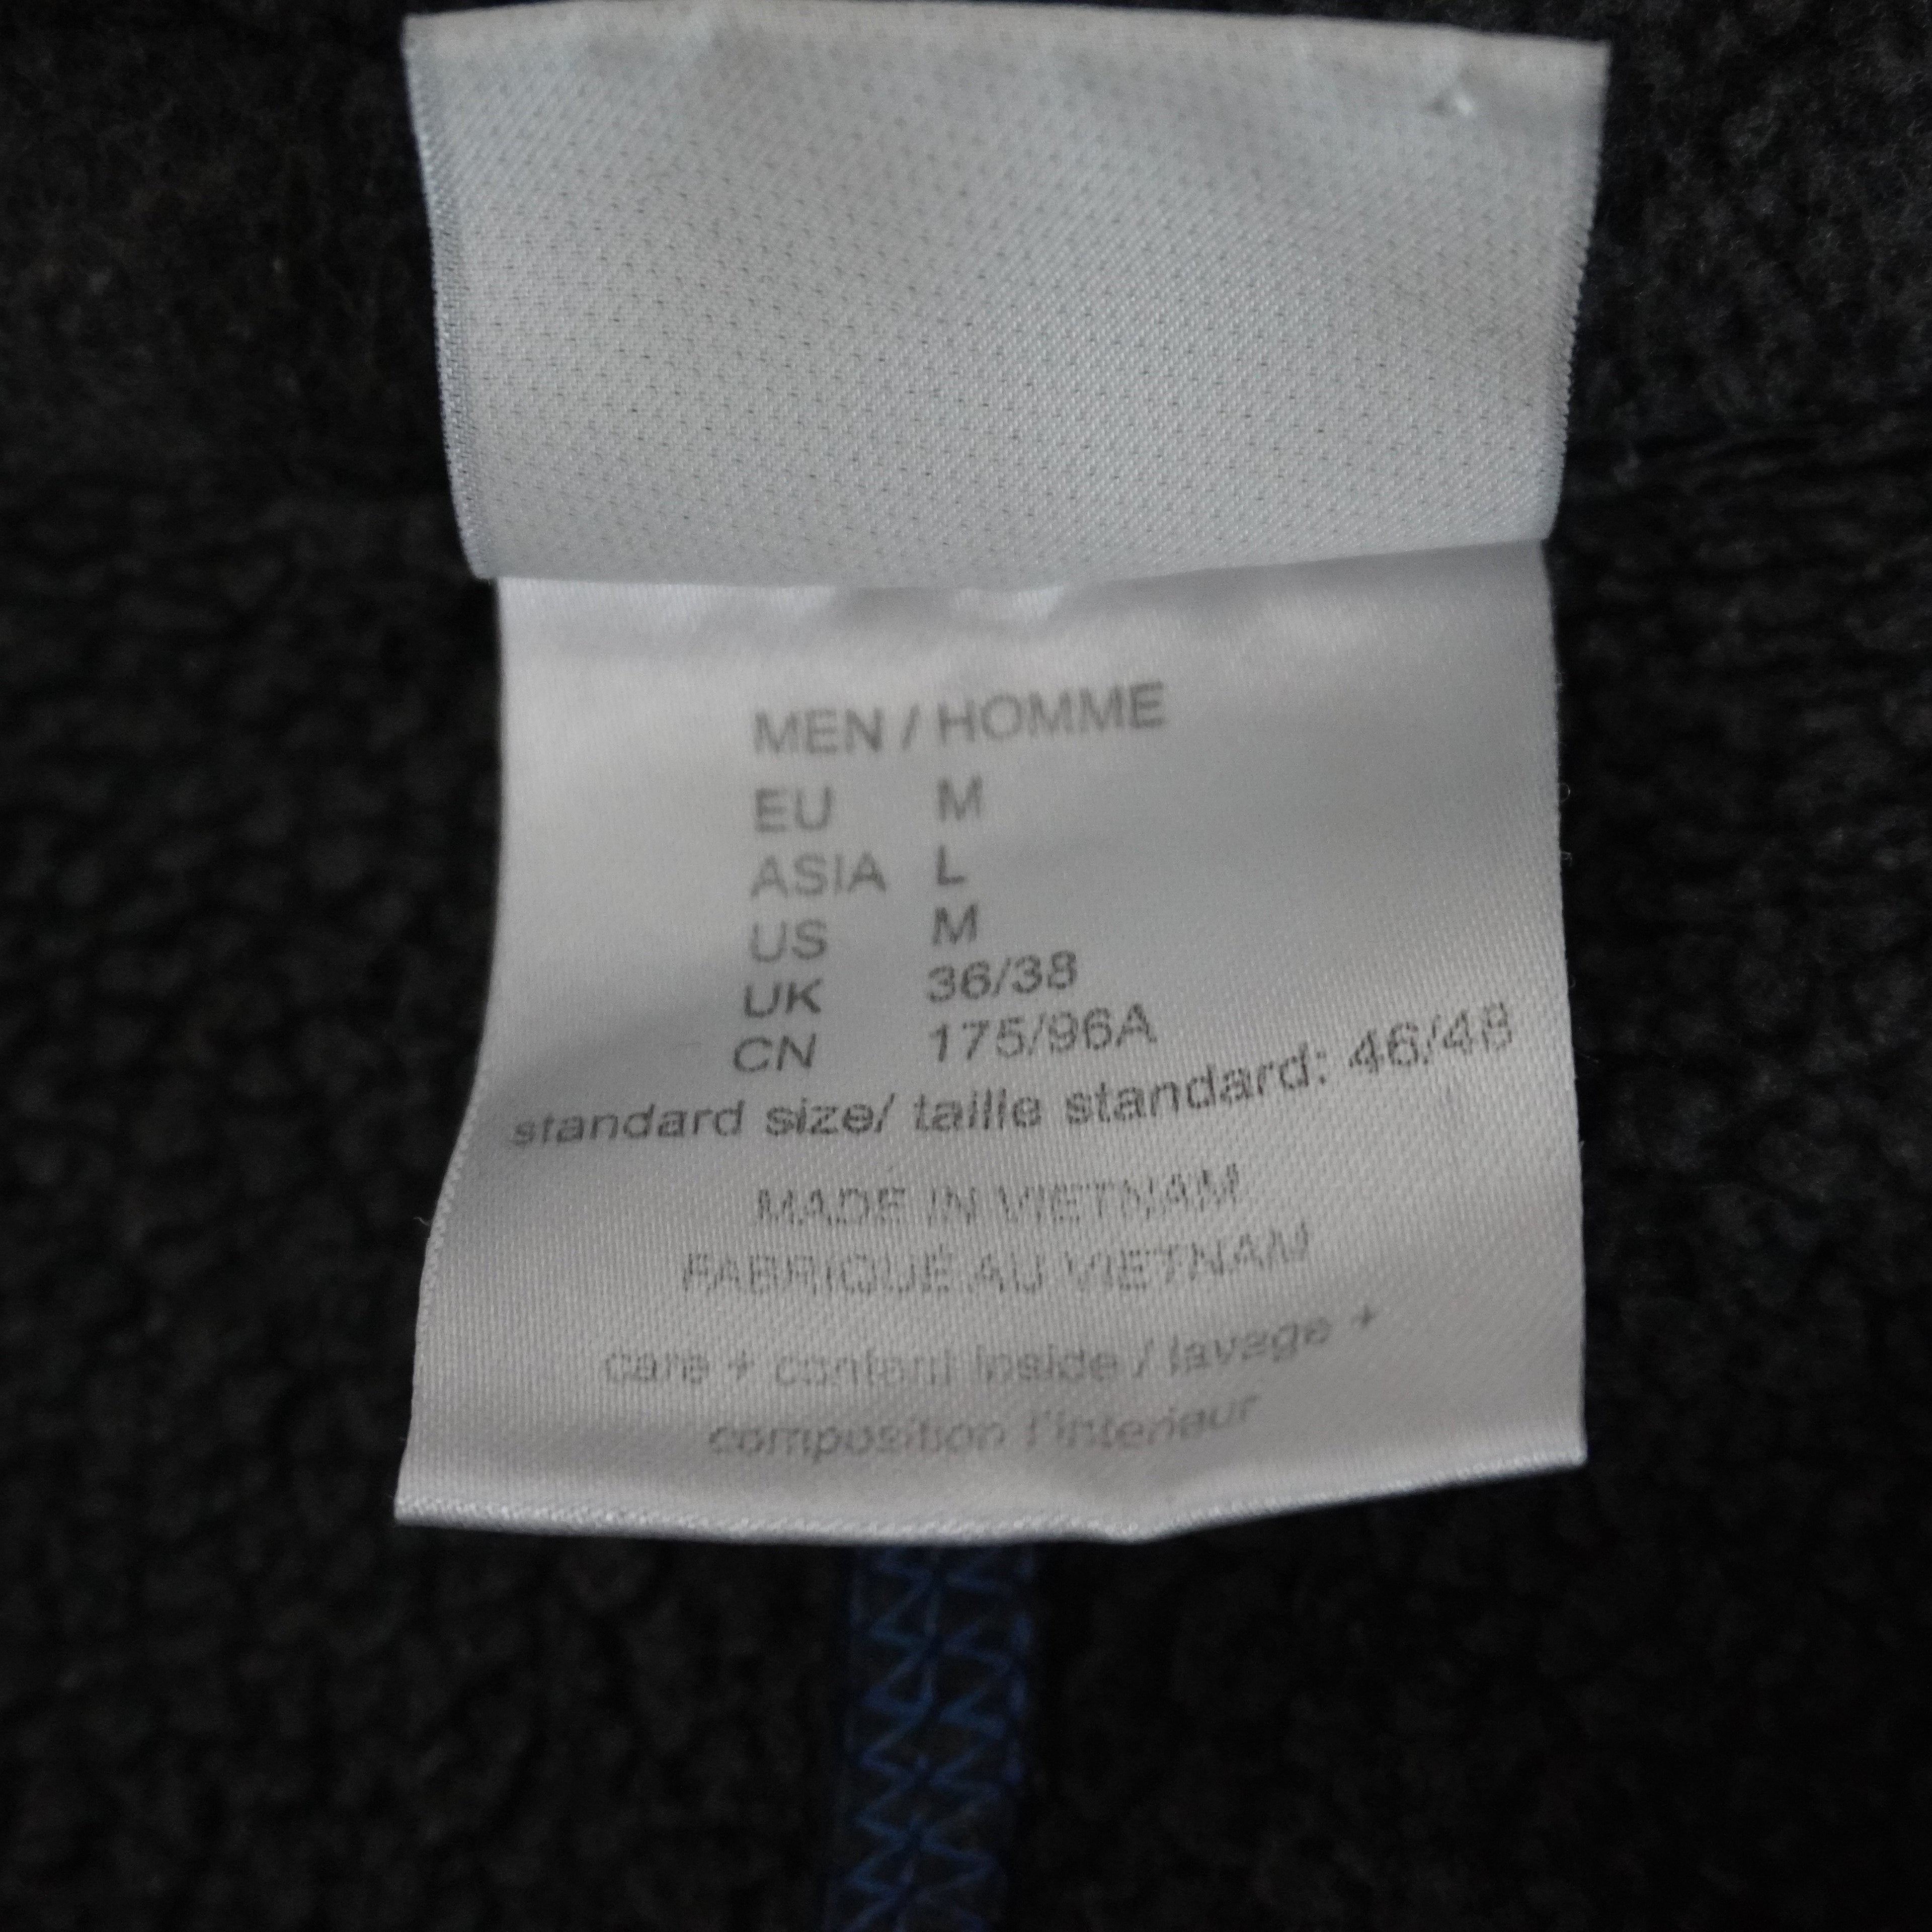 MEN / HOMME
EU M
ASIA L
US M
UK 36/38
CN 175/96A
standard size/ taille standard: 46/48
MADE IN VIETNAM
FABRIQUÉ AU VIETNAM
care + content inside / lavage +
composition l'interieur